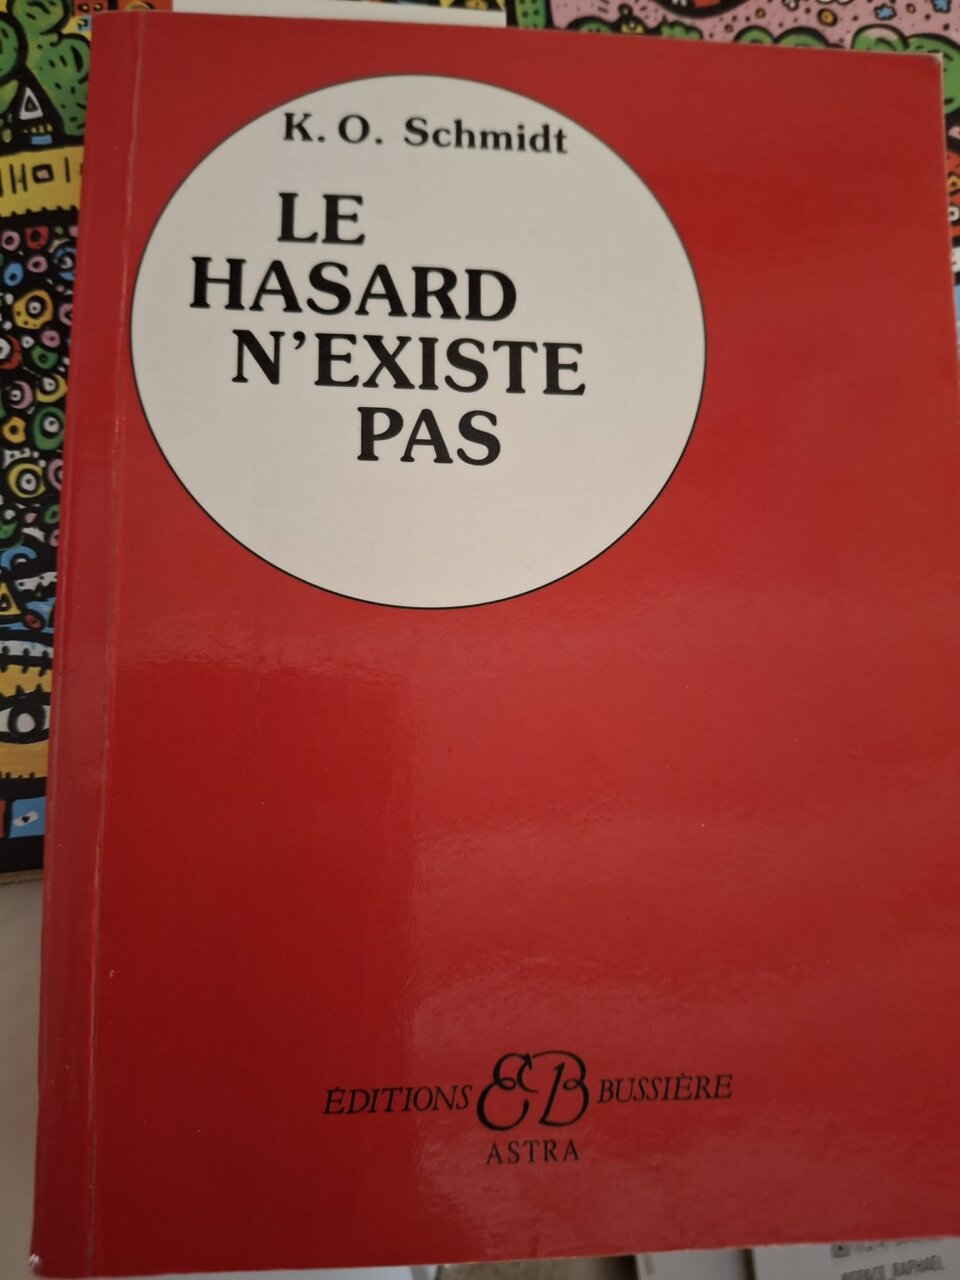 K. O. Schmidt
LE
HASARD
N'EXISTE
PAS
ÉDITIONS EB BUSSIÈRE
ASTRA